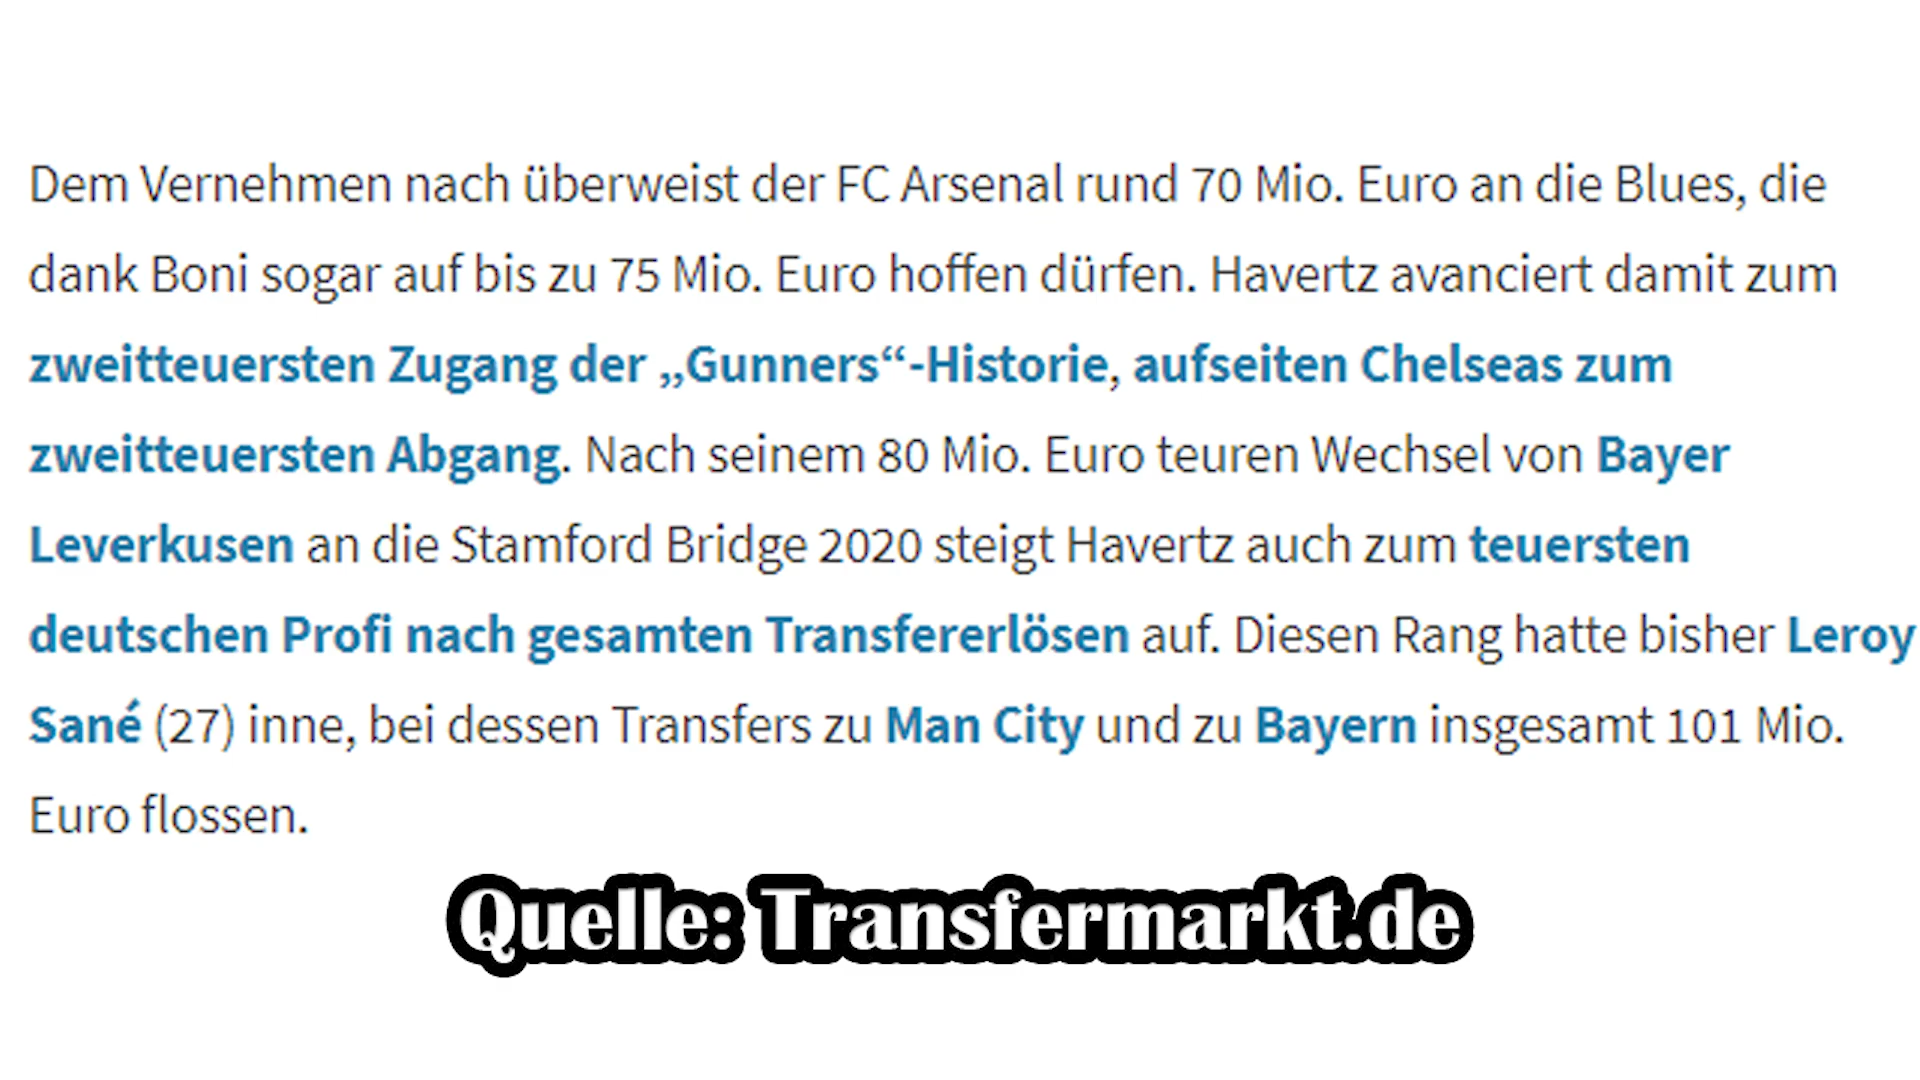 Dem Vernehmen nach überweist der FC Arsenal rund 70 Mio. Euro an die Blues, die
dank Boni sogar auf bis zu 75 Mio. Euro hoffen dürfen. Havertz avanciert damit zum
zweitteuersten Zugang der „Gunners“-Historie, aufseiten Chelseas zum
zweitteuersten Abgang. Nach seinem 80 Mio. Euro teuren Wechsel von Bayer
Leverkusen an die Stamford Bridge 2020 steigt Havertz auch zum teuersten
deutschen Profi nach gesamten Transfererlösen auf. Diesen Rang hatte bisher Leroy
Sané (27) inne, bei dessen Transfers zu Man City und zu Bayern insgesamt 101 Mio.
Euro flossen.
Quelle: Transfermarkt.de